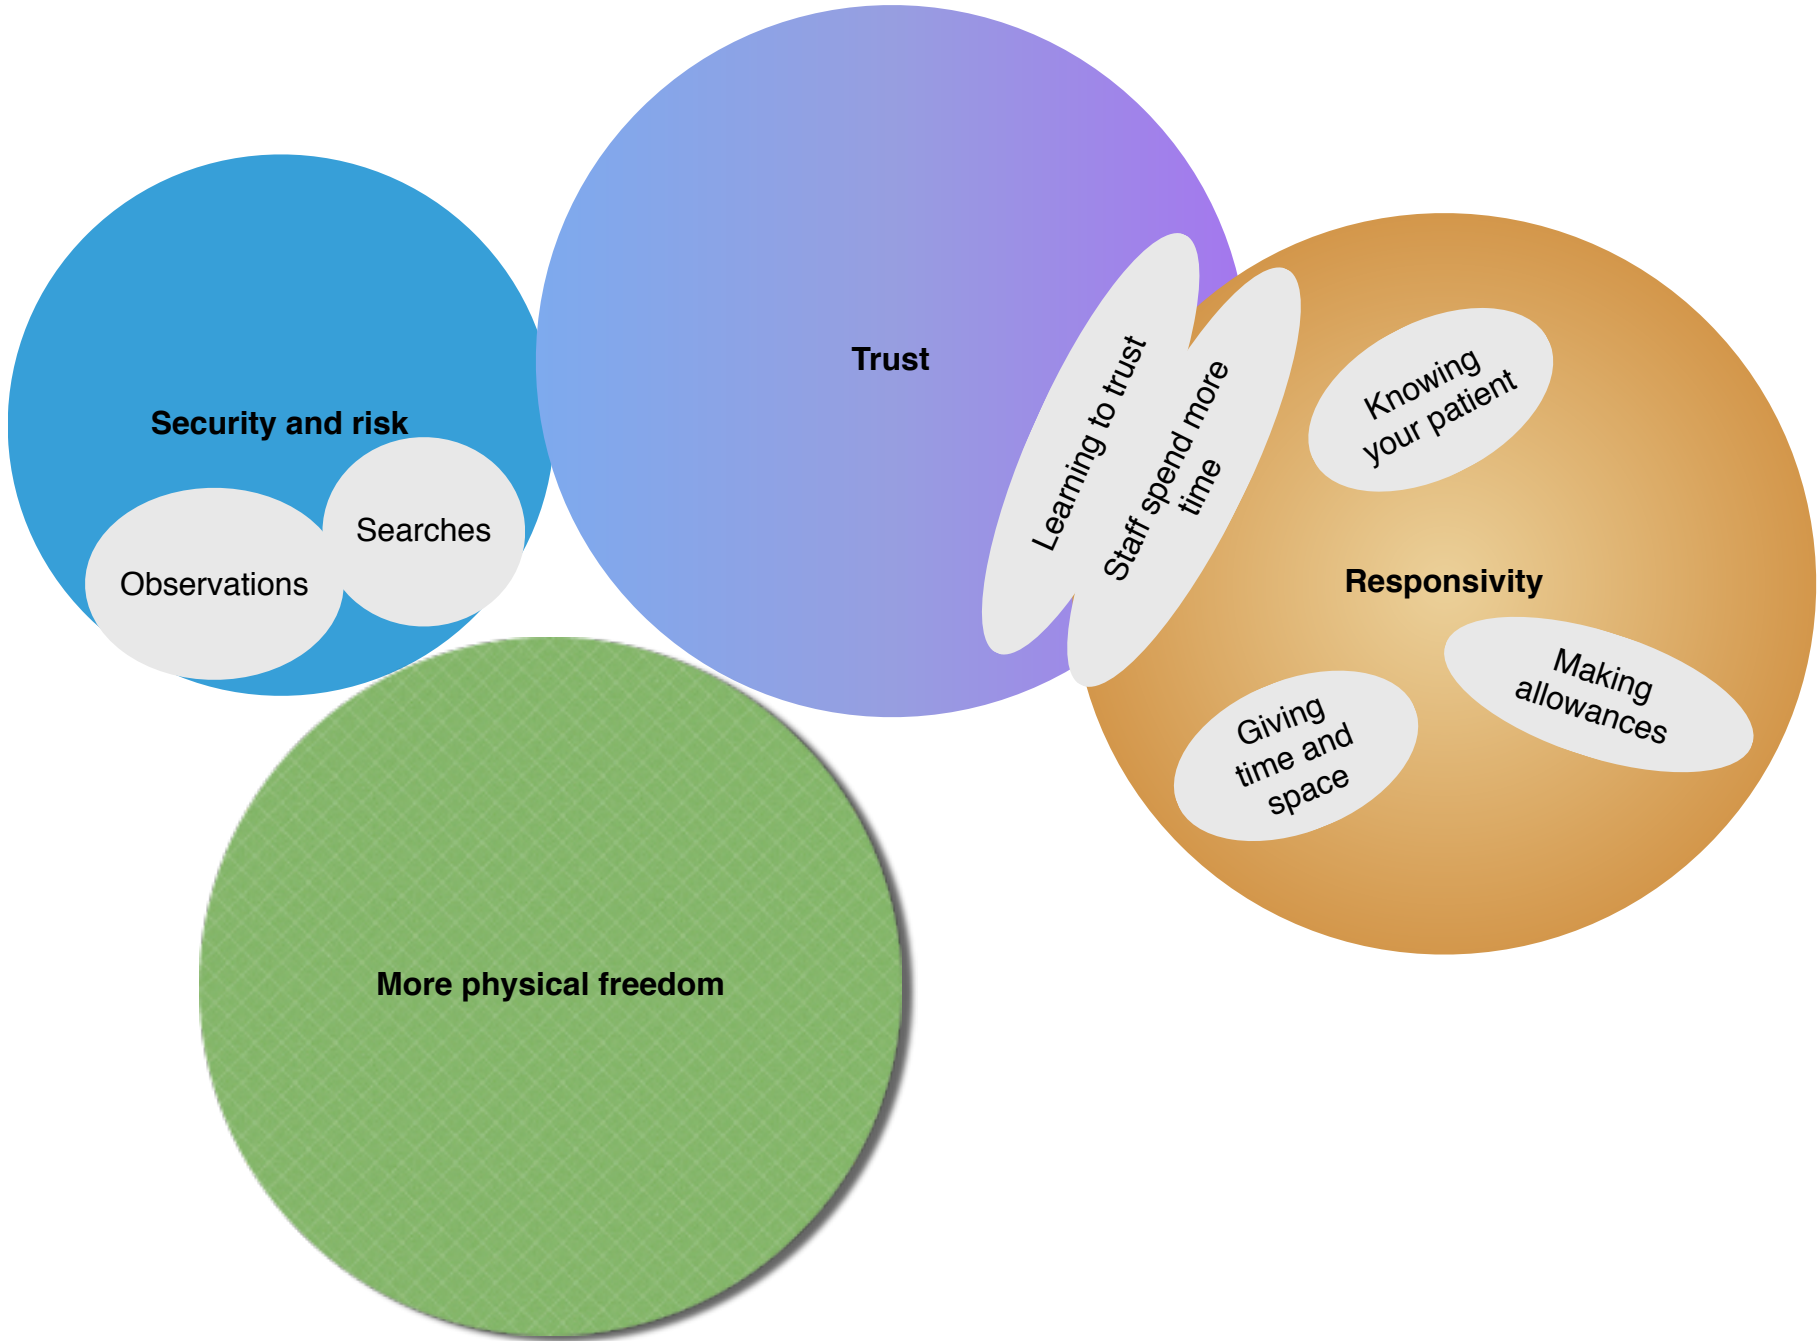 Trust
Security and risk
Searches
Observations
Learning to trust
Staff spend more
time
Knowing
your patient
Responsivity
Making
allowances
Giving
time and
space
More physical freedom